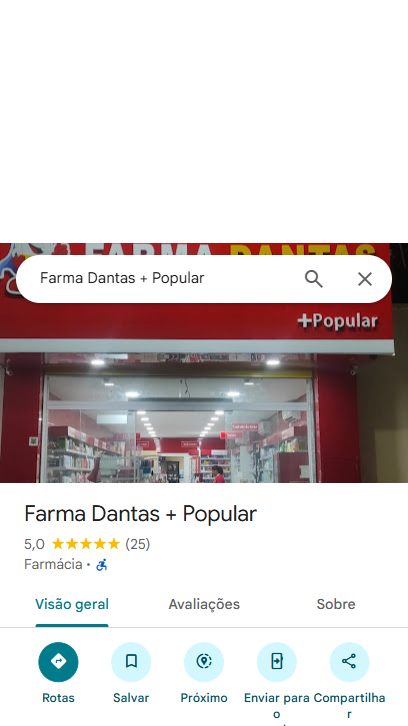 FARMA DANTAS
Farma Dantas + Popular
+Popular
Farma Dantas + Popular
5,0 (25)
Farmácia ·
Visão geral Avaliações Sobre
Rotas Salvar Próximo Enviar para o Compartilhar